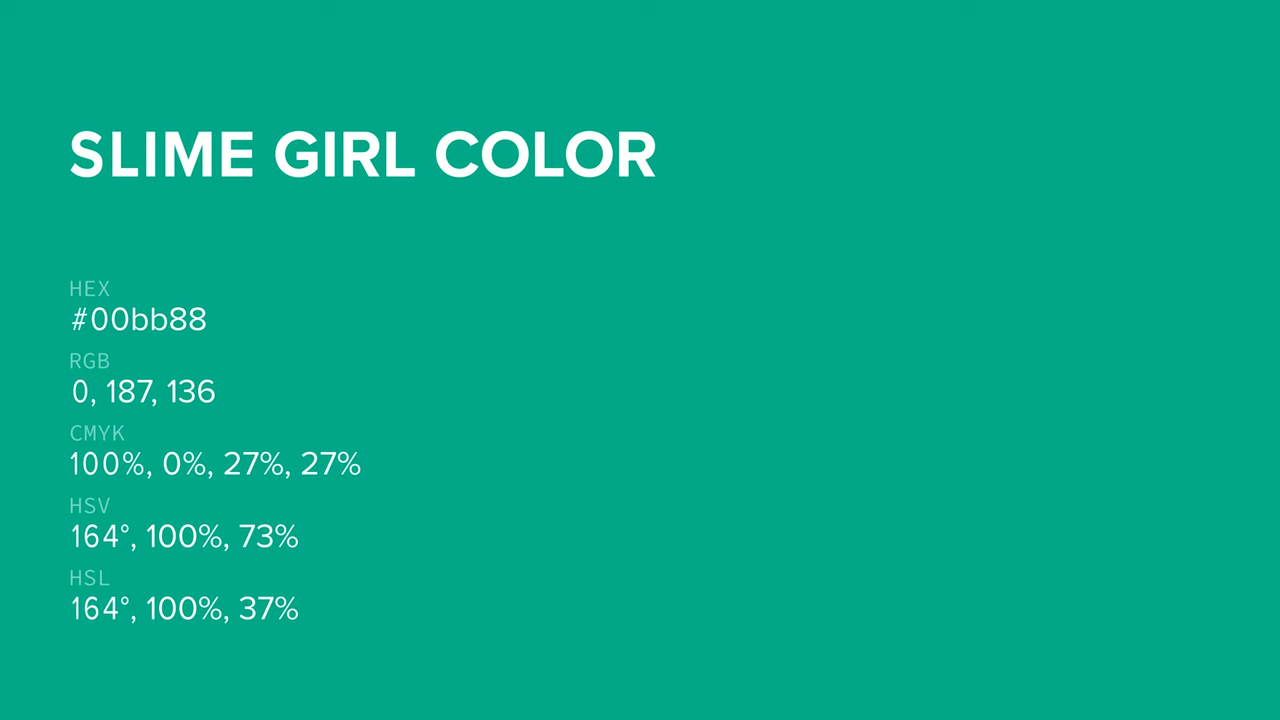 SLIME GIRL COLOR
HEX
#00bb88
RGB
0, 187, 136
CMYK
100%, 0%, 27%, 27%
HSV
164°, 100%, 73%
HSL
164°, 100%, 37%